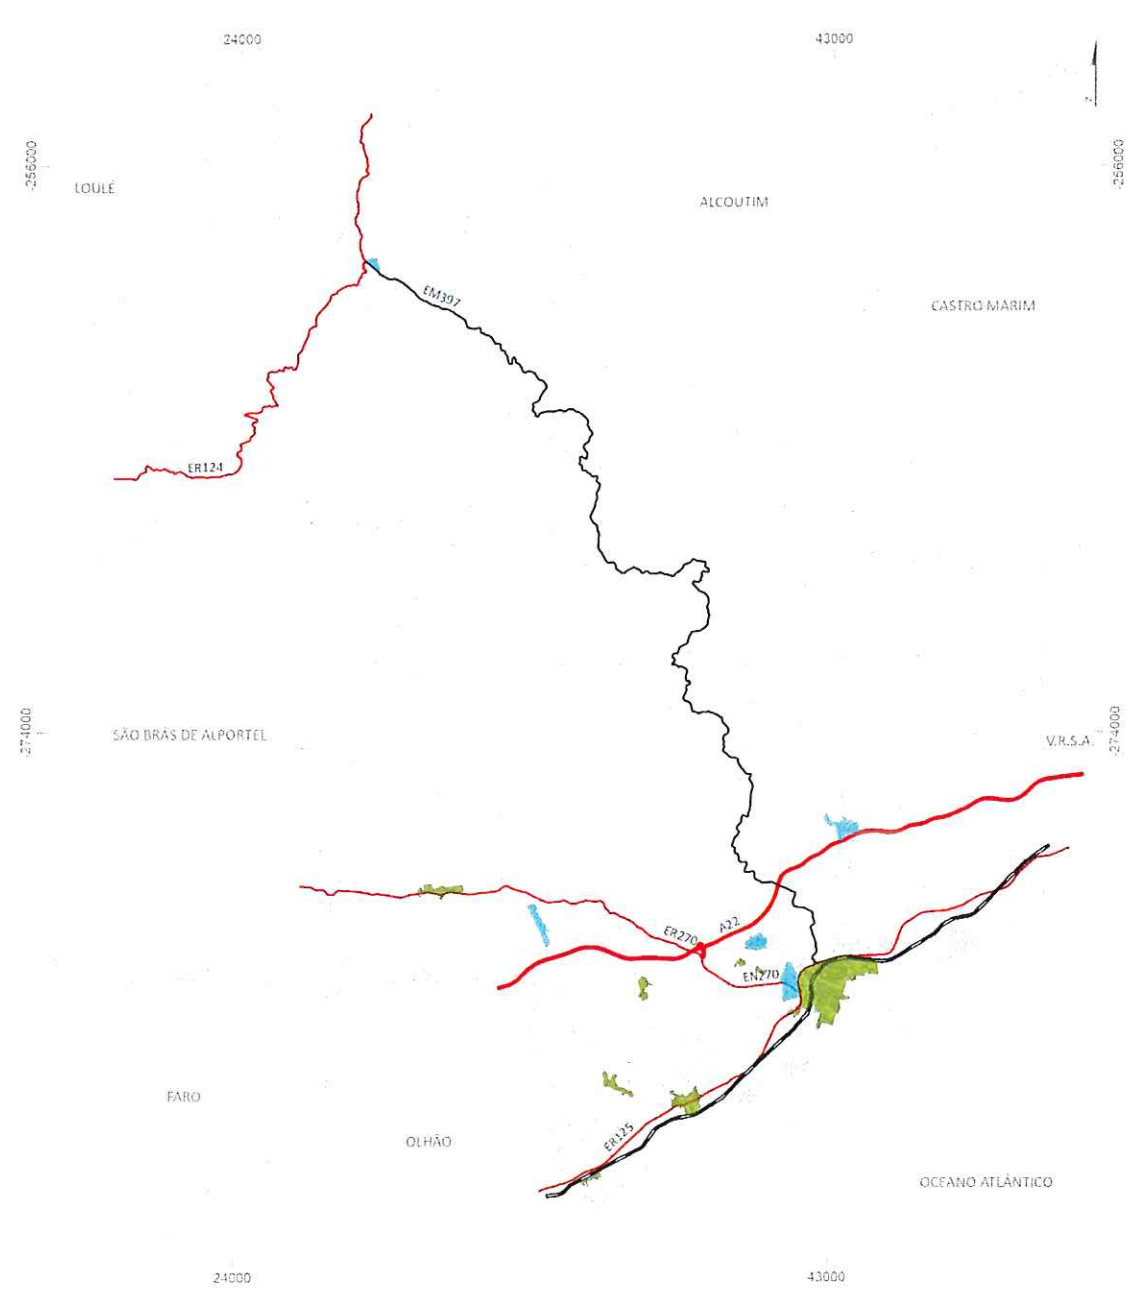 24000
43000
-256000
-256000
LOULÉ
ALCOUTIM
EM397
CASTRO MARIM
ER124
-274000
-274000
SÃO BRÁS DE ALPORTEL
V.R.S.A.
A22
ER270
EN270
FARO
ER125
OLHÃO
OCEANO ATLÂNTICO
24000
43000